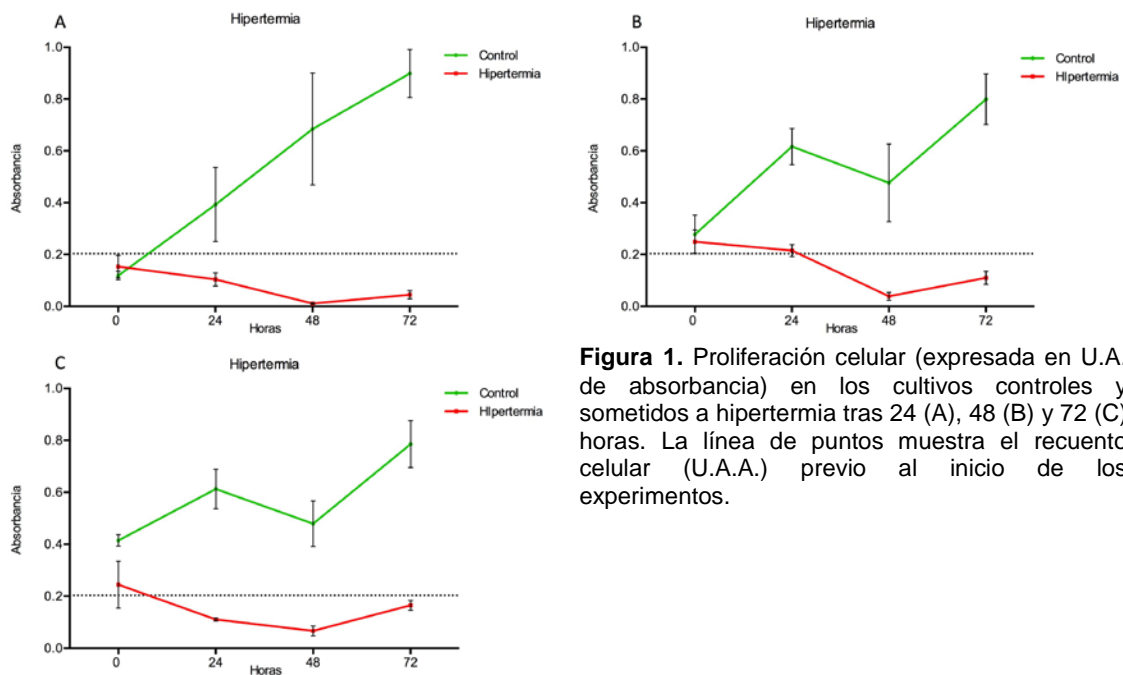 A
Hipertermia
1.0
0.8
0.6
0.4
0.2
0.0
Absorbancia
Control
Hipertermia
0 24 48 72
Horas
B
Hipertermia
1.0
0.8
0.6
0.4
0.2
0.0
Absorbancia
Control
HIpertermia
0 24 48 72
Horas
C
Hipertermia
1.0
0.8
0.6
0.4
0.2
0.0
Absorbancia
Control
HIpertermia
0 24 48 72
Horas
Figura 1. Proliferación celular (expresada en U.A.
de absorbancia) en los cultivos controles y
sometidos a hipertermia tras 24 (A), 48 (B) y 72 (C)
horas. La línea de puntos muestra el recuento
celular (U.A.A.) previo al inicio de los
experimentos.